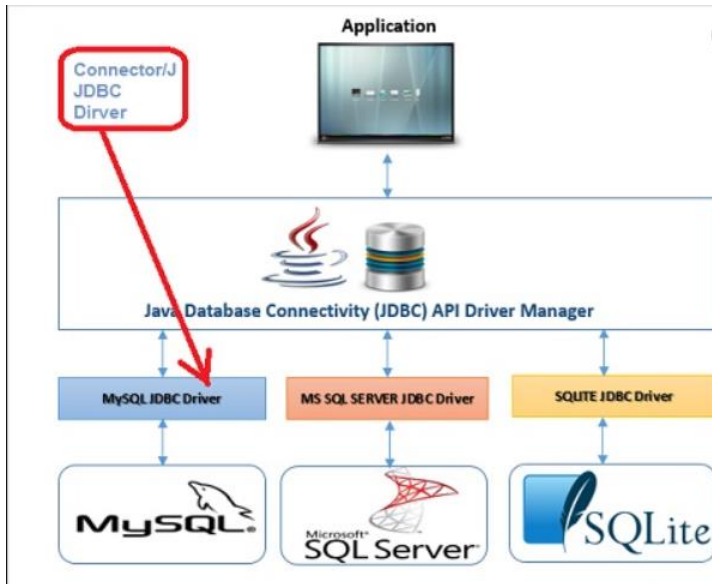 Application
Connector/J
JDBC
Dirver
Java Database Connectivity (JDBC) API Driver Manager
MySQL JDBC Driver
MS SQL SERVER JDBC Driver
SQLITE JDBC Driver
MySQL®
Microsoft®
SQL Server®
SQLite